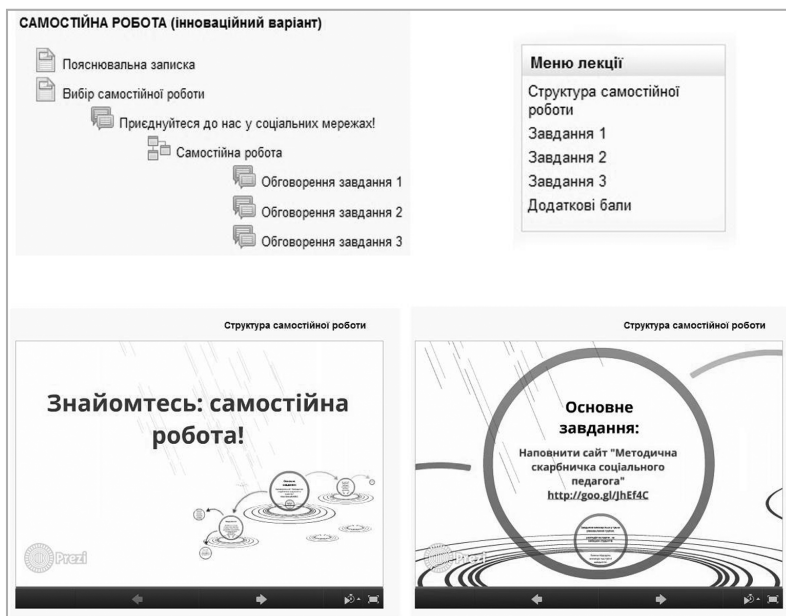 САМОСТІЙНА РОБОТА (інноваційний варіант)
Пояснювальна записка
Вибір самостійної роботи
Приєднуйтеся до нас у соціальних мережах!
Самостійна робота
Обговорення завдання 1
Обговорення завдання 2
Обговорення завдання 3
Меню лекції
Структура самостійної
роботи
Завдання 1
Завдання 2
Завдання 3
Додаткові бали
Структура самостійної роботи
Знайомтесь: самостійна
робота!
Prezi
Структура самостійної роботи
Основне
завдання:
Наповнити сайт "Методична
скарбничка соціального
педагога"
http://goo.gl/JhEf4C
Prezi